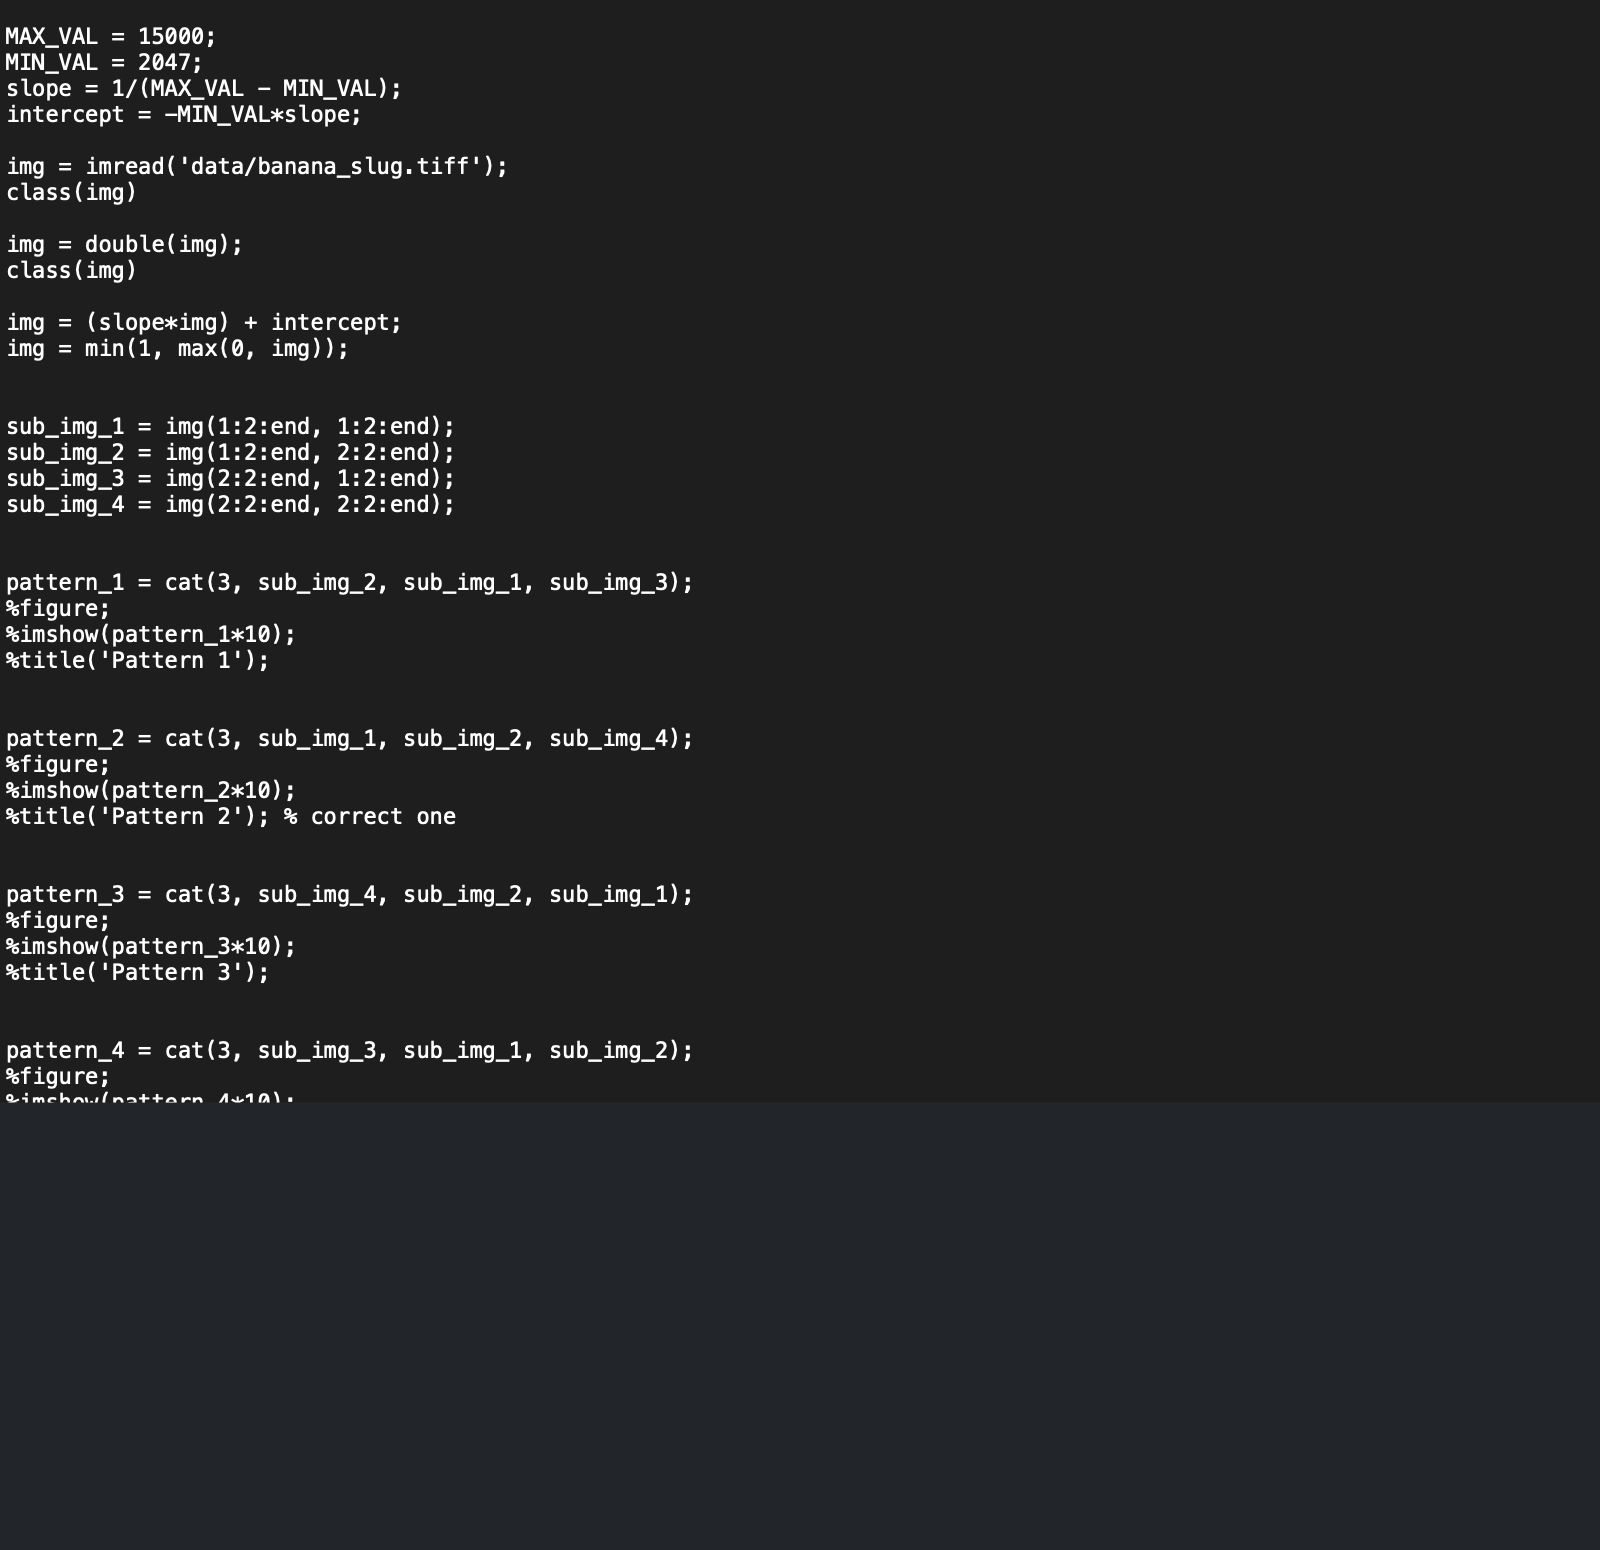 MAX_VAL = 15000;
MIN_VAL = 2047;
slope = 1/(MAX_VAL - MIN_VAL);
intercept = -MIN_VAL*slope;
img = imread('data/banana_slug.tiff');
class(img)
img = double(img);
class(img)
img = (slope*img) + intercept;
img = min(1, max(0, img));
sub_img_1 = img(1:2:end, 1:2:end);
sub_img_2 = img(1:2:end, 2:2:end);
sub_img_3 = img(2:2:end, 1:2:end);
sub_img_4 = img(2:2:end, 2:2:end);
pattern_1 = cat(3, sub_img_2, sub_img_1, sub_img_3);
%figure;
%imshow(pattern_1*10);
%title('Pattern 1');
pattern_2 = cat(3, sub_img_1, sub_img_2, sub_img_4);
%figure;
%imshow(pattern_2*10);
%title('Pattern 2'); % correct one
pattern_3 = cat(3, sub_img_4, sub_img_2, sub_img_1);
%figure;
%imshow(pattern_3*10);
%title('Pattern 3');
pattern_4 = cat(3, sub_img_3, sub_img_1, sub_img_2);
%figure;
%imshow(pattern_4*10);